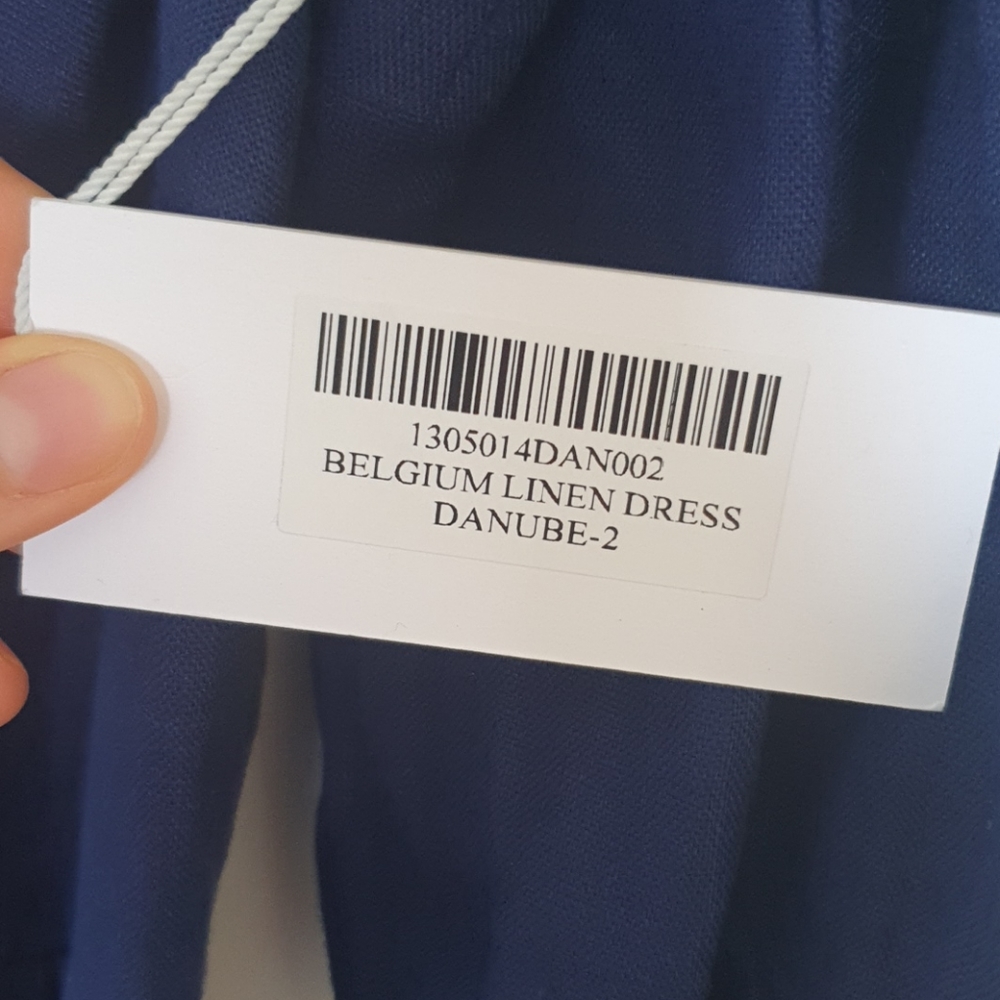 1305014DAN002
BELGIUM LINEN DRESS
DANUBE-2